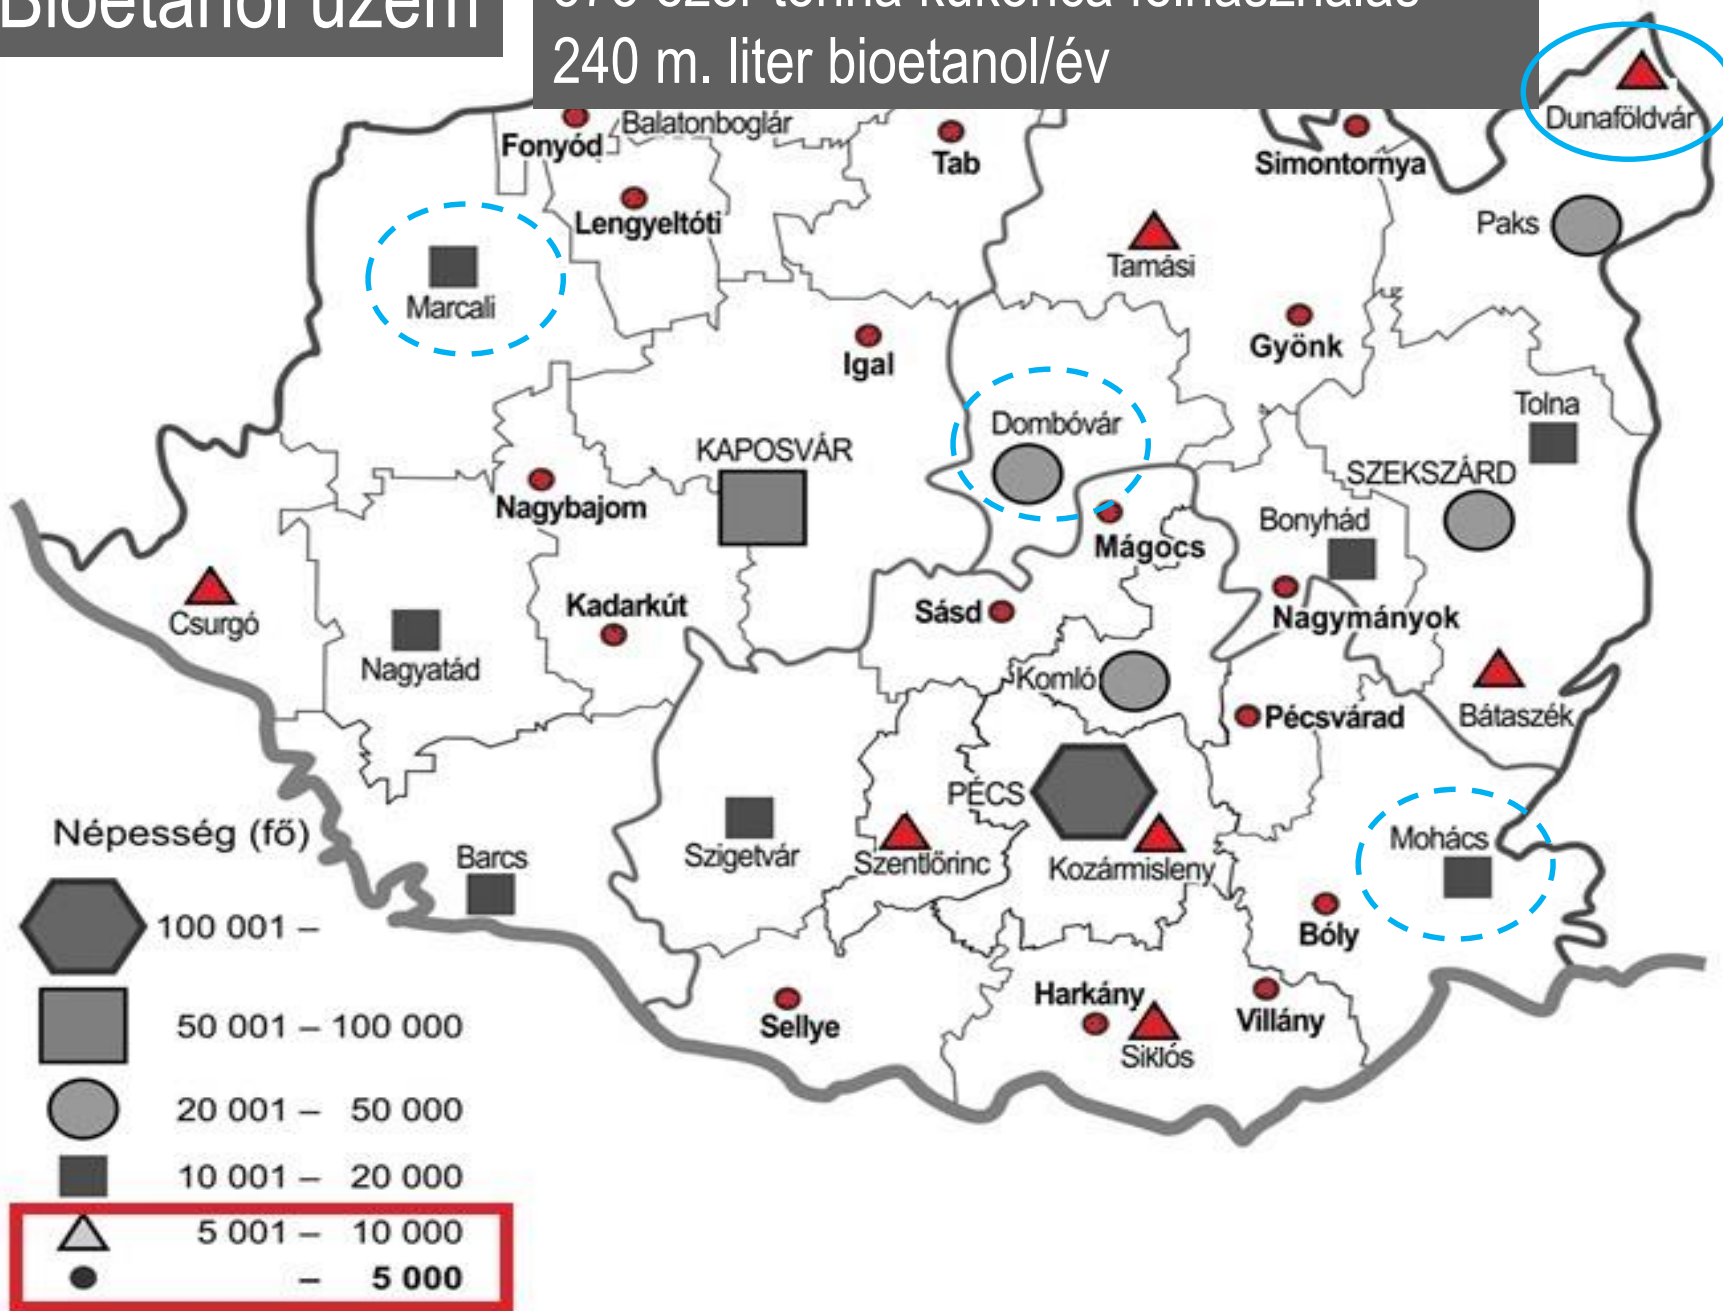 Bioetanol üzem
240 m. liter bioetanol/év
Dunaföldvár
Balatonboglár
Fonyód
Tab
Simontornya
Lengyeltóti
Paks
Tamási
Marcali
Gyönk
Igal
Tolna
Dombóvár
KAPOSVÁR
SZEKSZÁRD
Nagybajom
Bonyhád
Mágocs
Kadarkút
Sásd
Nagymányok
Csurgó
Nagyatád
Komló
Pécsvárad
Bátaszék
PÉCS
Mohács
Népesség (fő)
Szigetvár
Barcs
Szentlőrinc
Kozármisleny
100 001 –
Bóly
Harkány
Villány
Sellye
Siklós
50 001 – 100 000
20 001 – 50 000
10 001 – 20 000
5 001 – 10 000
– 5 000